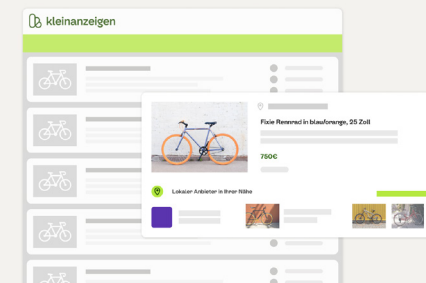 kleinanzeigen
Fixie Rennrad in blau/orange, 25 Zoll
750€
Lokaler Anbieter in Ihrer Nähe